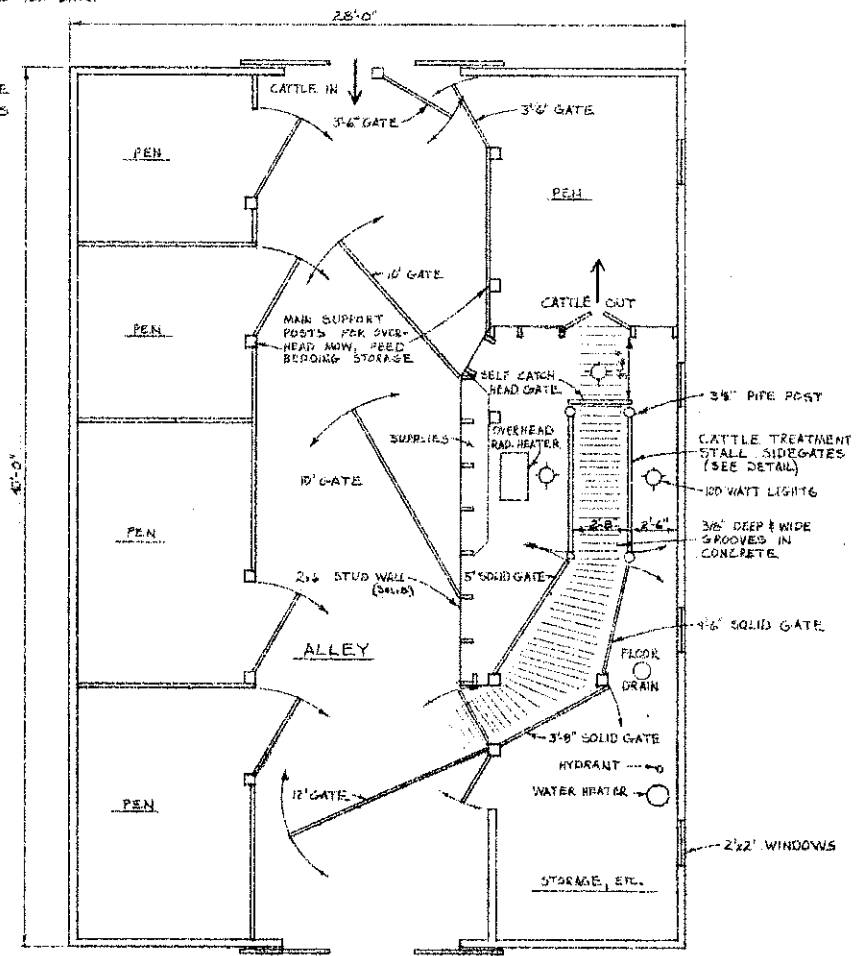 28'-0"
40'-0"
CATTLE IN
3'-6" GATE
3'-6" GATE
PEN
PEN
10' GATE
CATTLE OUT
MAIN SUPPORT
POSTS FOR OVER-
HEAD MOW, FEED
BEDDING STORAGE
PEN
SELF CATCH
HEAD GATE
3½" PIPE POST
SUPPLIES
OVERHEAD
RAD. HEATER
CATTLE TREATMENT
STALL SIDEGATES
(SEE DETAIL)
10' GATE
100 WATT LIGHTS
2'-8"
2'-6"
3/8" DEEP & WIDE
GROOVES IN
CONCRETE
PEN
2x6 STUD WALL
(SOLID)
5' SOLID GATE
4'-6" SOLID GATE
ALLEY
FLOOR
DRAIN
3'-8" SOLID GATE
HYDRANT
WATER HEATER
12' GATE
PEN
2'x2' WINDOWS
STORAGE, ETC.